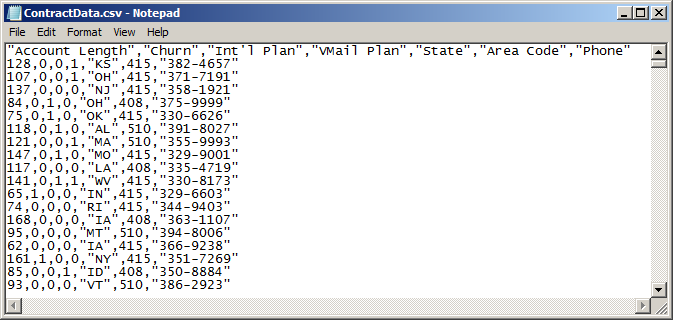 ContractData.csv - Notepad
File Edit Format View Help
"Account Length","Churn","Int'l Plan","VMail Plan","State","Area Code","Phone"
128,0,0,1,"KS",415,"382-4657"
107,0,0,1,"OH",415,"371-7191"
137,0,0,0,"NJ",415,"358-1921"
84,0,1,0,"OH",408,"375-9999"
75,0,1,0,"OK",415,"330-6626"
118,0,1,0,"AL",510,"391-8027"
121,0,0,1,"MA",510,"355-9993"
147,0,1,0,"MO",415,"329-9001"
117,0,0,0,"LA",408,"335-4719"
141,0,1,1,"WV",415,"330-8173"
65,1,0,0,"IN",415,"329-6603"
74,0,0,0,"RI",415,"344-9403"
168,0,0,0,"IA",408,"363-1107"
95,0,0,0,"MT",510,"394-8006"
62,0,0,0,"IA",415,"366-9238"
161,1,0,0,"NY",415,"351-7269"
85,0,0,1,"ID",408,"350-8884"
93,0,0,0,"VT",510,"386-2923"